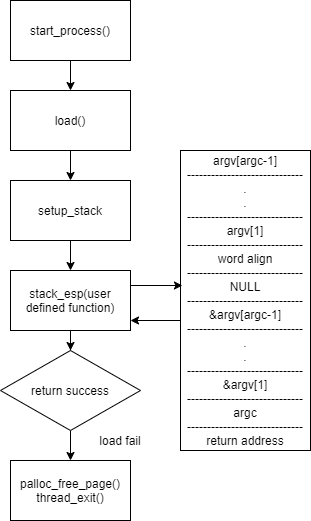 start_process()
load()
setup_stack
stack_esp(user
defined function)
return success
load fail
palloc_free_page()
thread_exit()
argv[argc-1]
.
.
argv[1]
word align
NULL
&argv[argc-1]
.
.
&argv[1]
argc
return address